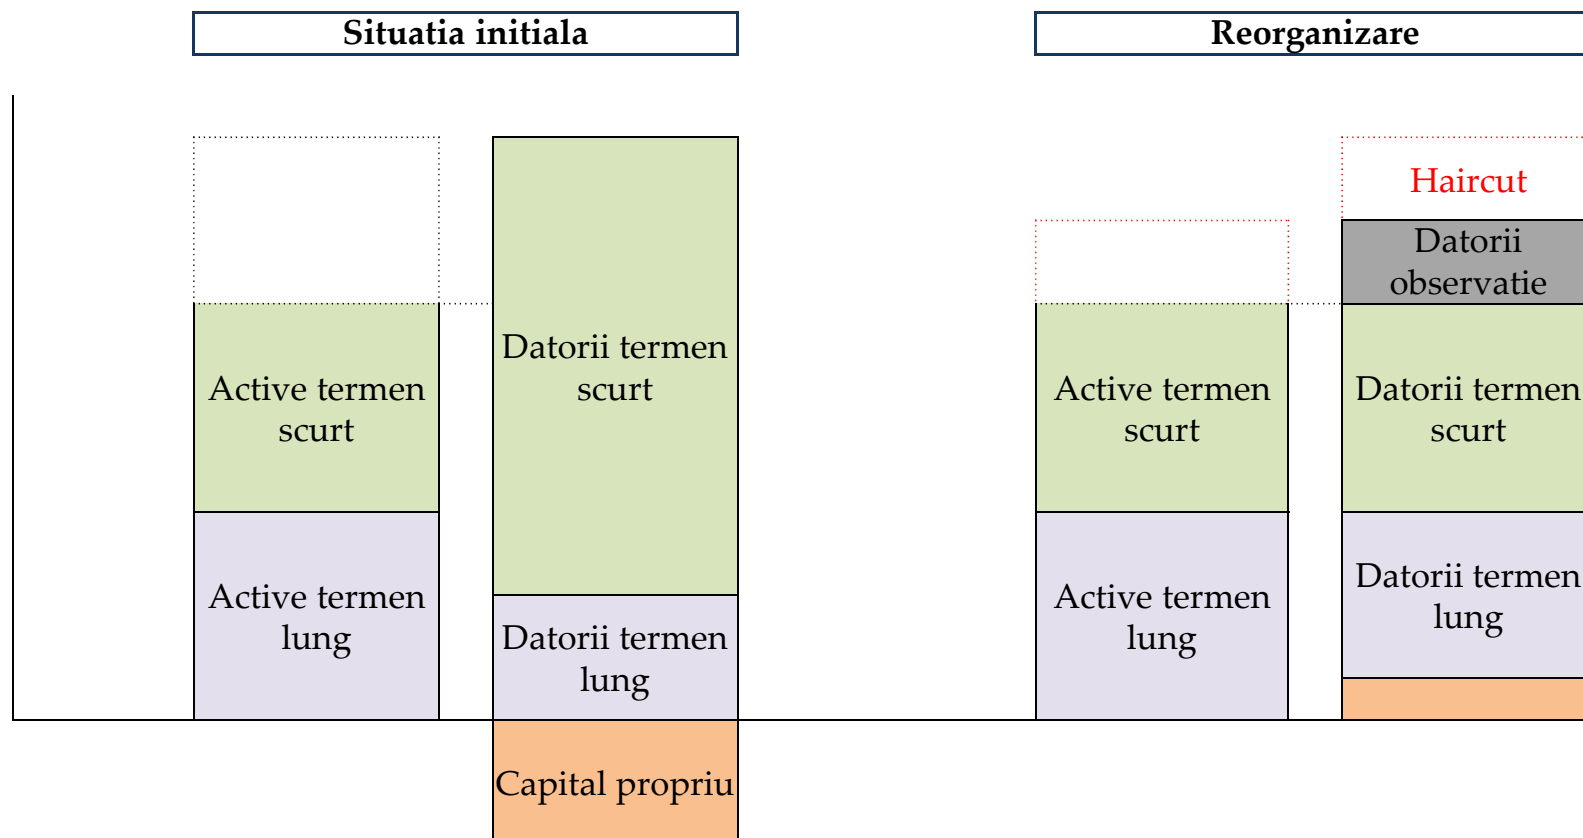 Situatia initiala
Reorganizare
Haircut
Datorii
observatie
Datorii termen
scurt
Active termen
scurt
Active termen
scurt
Datorii termen
scurt
Active termen
lung
Datorii termen
lung
Active termen
lung
Datorii termen
lung
Capital propriu